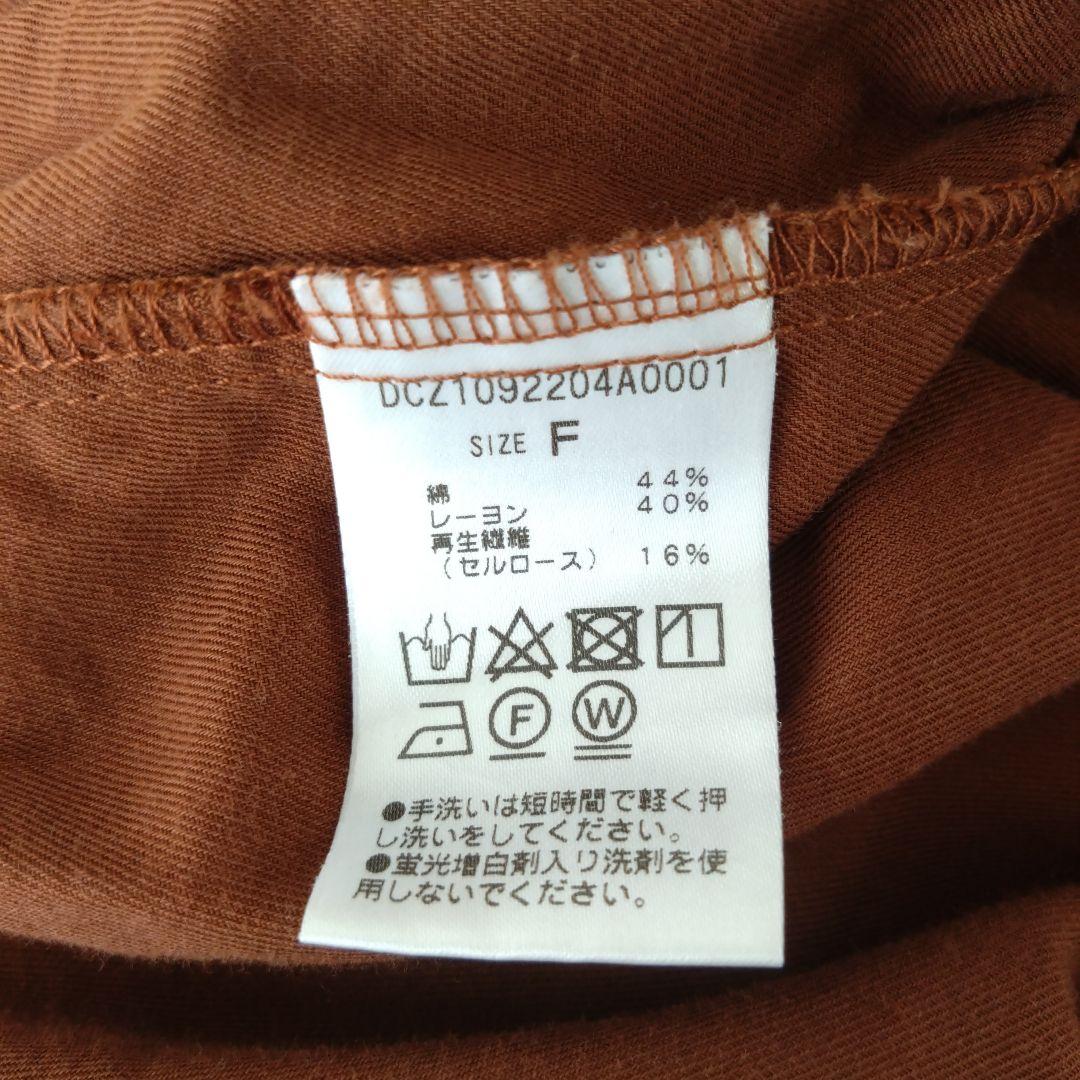 DCZ1092204A0001
SIZE F
綿 44%
レーヨン 40%
再生繊維
(セルロース) 16%
F W
●手洗いは短時間で軽く押
し洗いをしてください。
●蛍光増白剤入り洗剤を使
用しないでください。